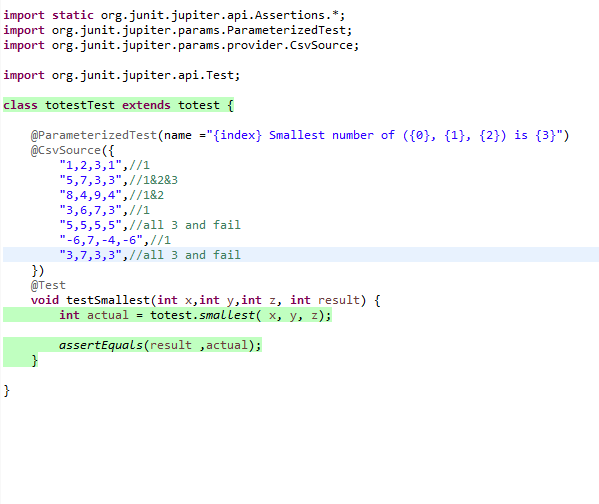 import static org.junit.jupiter.api.Assertions.*;
import org.junit.jupiter.params.ParameterizedTest;
import org.junit.jupiter.params.provider.CsvSource;
import org.junit.jupiter.api.Test;
class totestTest extends totest {
@ParameterizedTest(name ="{index} Smallest number of ({0}, {1}, {2}) is {3}")
@CsvSource({
"1,2,3,1",//1
"5,7,3,3",//1&2&3
"8,4,9,4",//1&2
"3,6,7,3",//1
"5,5,5,5",//all 3 and fail
"-6,7,-4,-6",//1
"3,7,3,3",//all 3 and fail
})
@Test
void testSmallest(int x,int y,int z, int result) {
int actual = totest.smallest( x, y, z);
assertEquals(result ,actual);
}
}